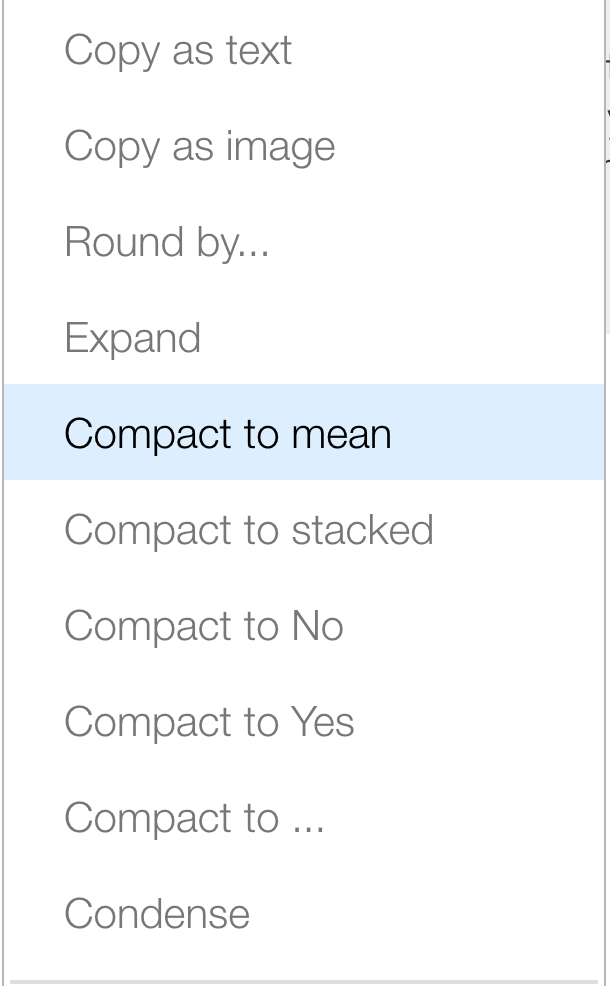 Copy as text
Copy as image
Round by...
Expand
Compact to mean
Compact to stacked
Compact to No
Compact to Yes
Compact to ...
Condense